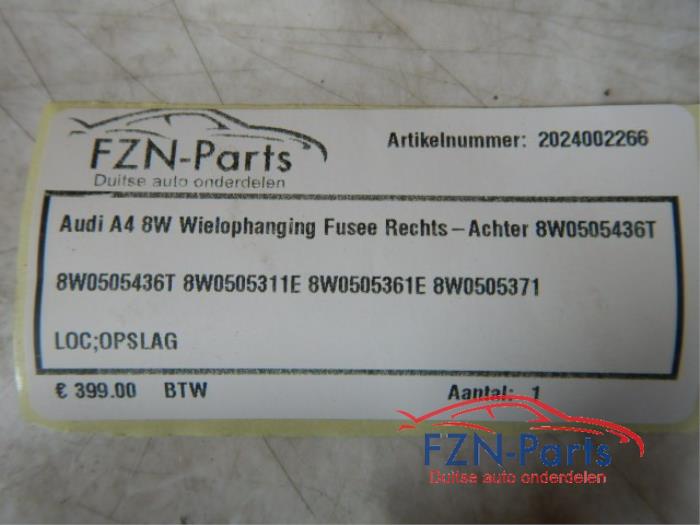 FZN-Parts
Duitse auto onderdelen
Artikelnummer: 2024002266
Audi A4 8W Wielophanging Fusee Rechts-Achter 8W0505436T
8W0505436T 8W0505311E 8W0505361E 8W0505371
LOC;OPSLAG
€ 399.00 BTW
Aantal: 1
FZN-Parts
Duitse auto onderdelen